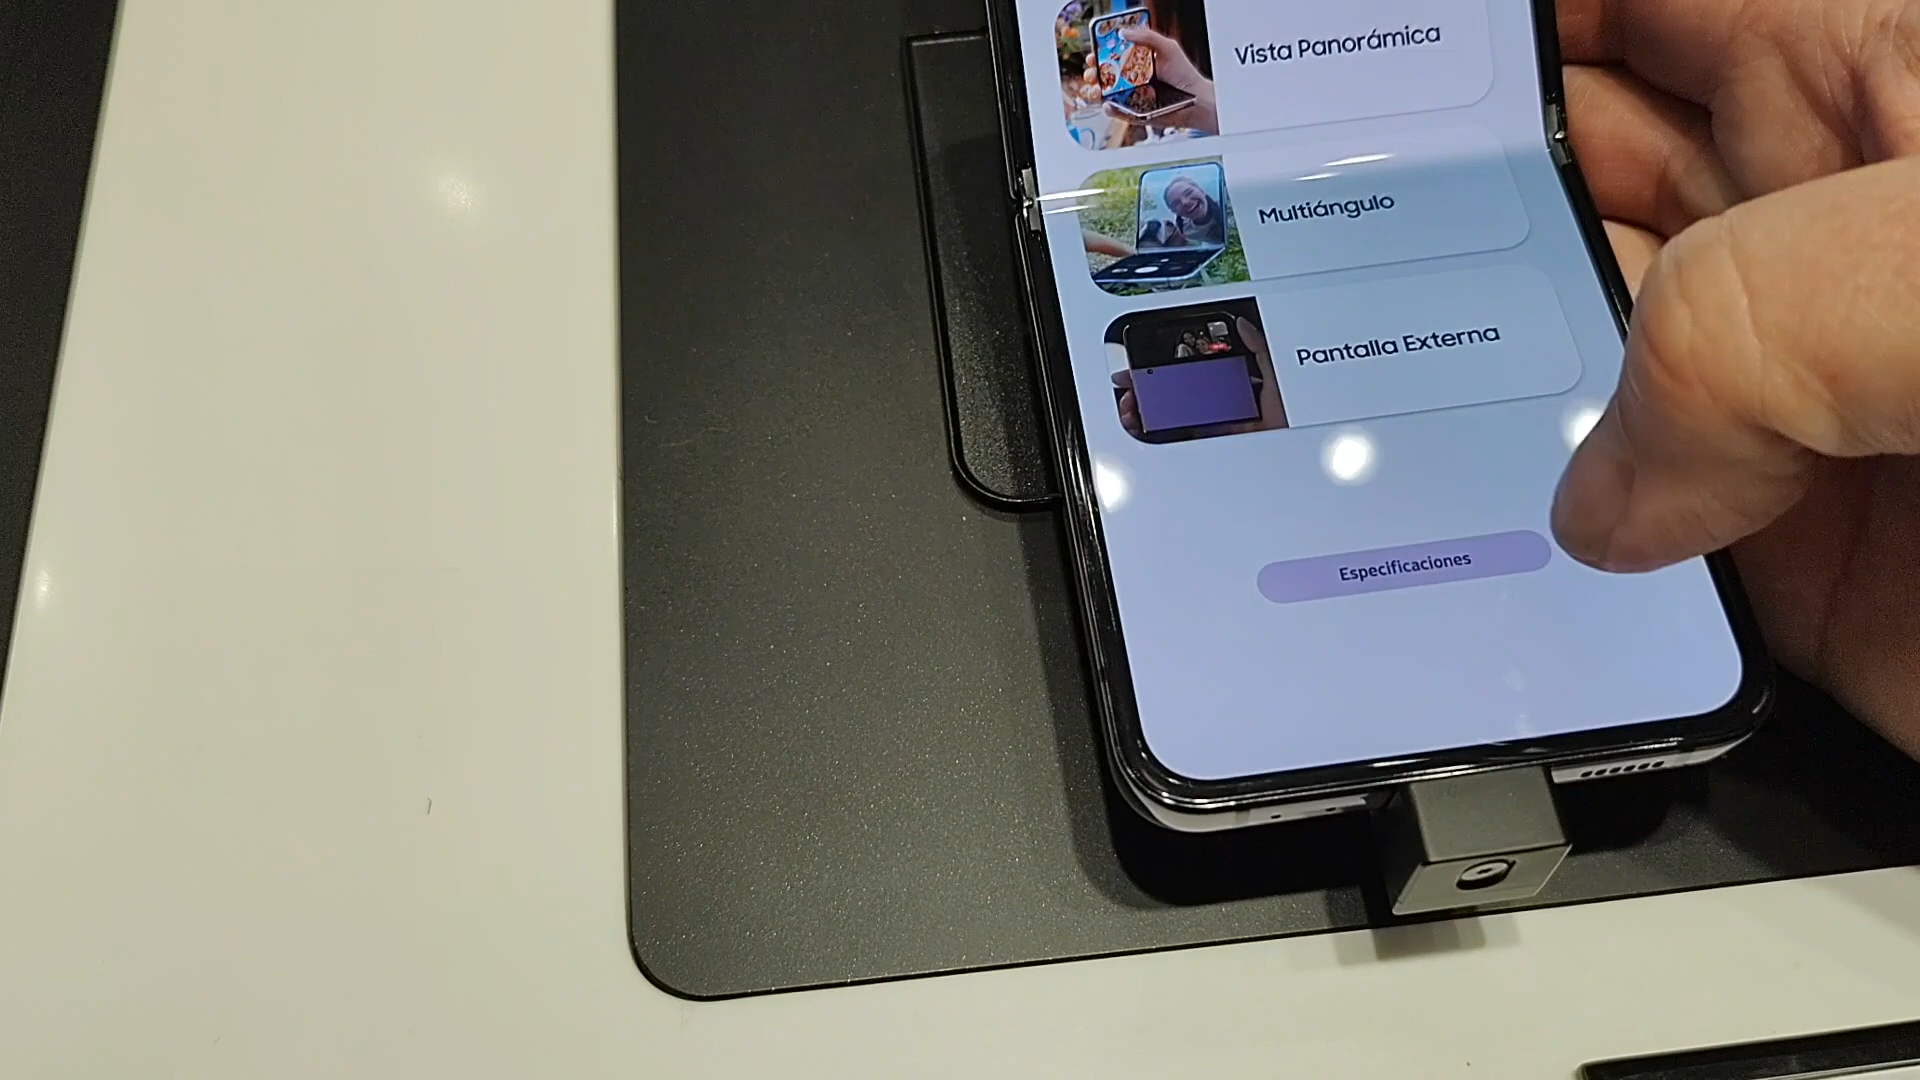 Vista Panorámica
Multiángulo
Pantalla Externa
Especificaciones